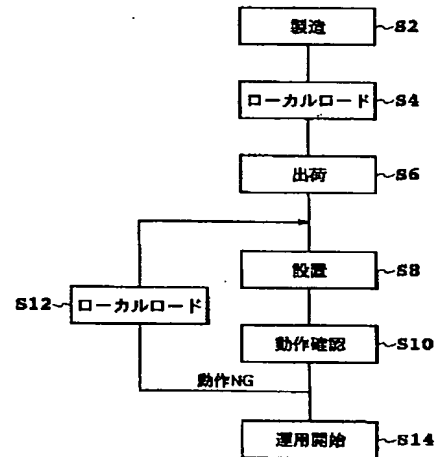 製造 S2
ローカルロード S4
出荷 S6
設置 S8
S12 ローカルロード
動作確認 S10
動作NG
運用開始 S14